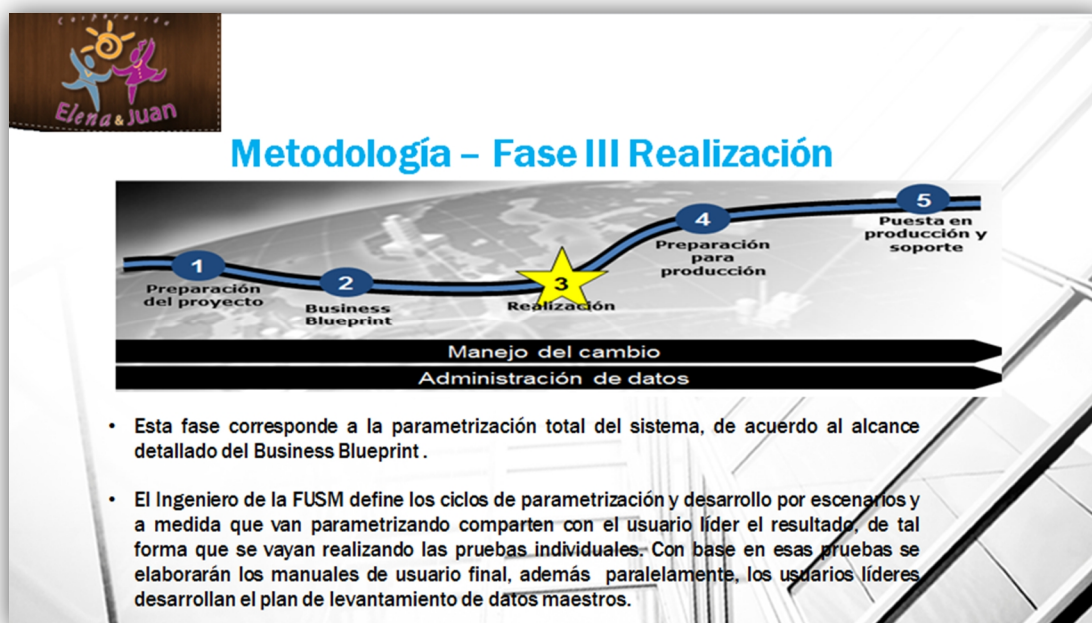 Corporación
Elena & Juan
Metodología – Fase III Realización
1
Preparación
del proyecto
2
Business
Blueprint
3
Realización
4
Preparación
para
producción
5
Puesta en
producción y
soporte
Manejo del cambio
Administración de datos
• Esta fase corresponde a la parametrización total del sistema, de acuerdo al alcance
detallado del Business Blueprint .
• El Ingeniero de la FUSM define los ciclos de parametrización y desarrollo por escenarios y
a medida que van parametrizando comparten con el usuario líder el resultado, de tal
forma que se vayan realizando las pruebas individuales. Con base en esas pruebas se
elaborarán los manuales de usuario final, además paralelamente, los usuarios líderes
desarrollan el plan de levantamiento de datos maestros.